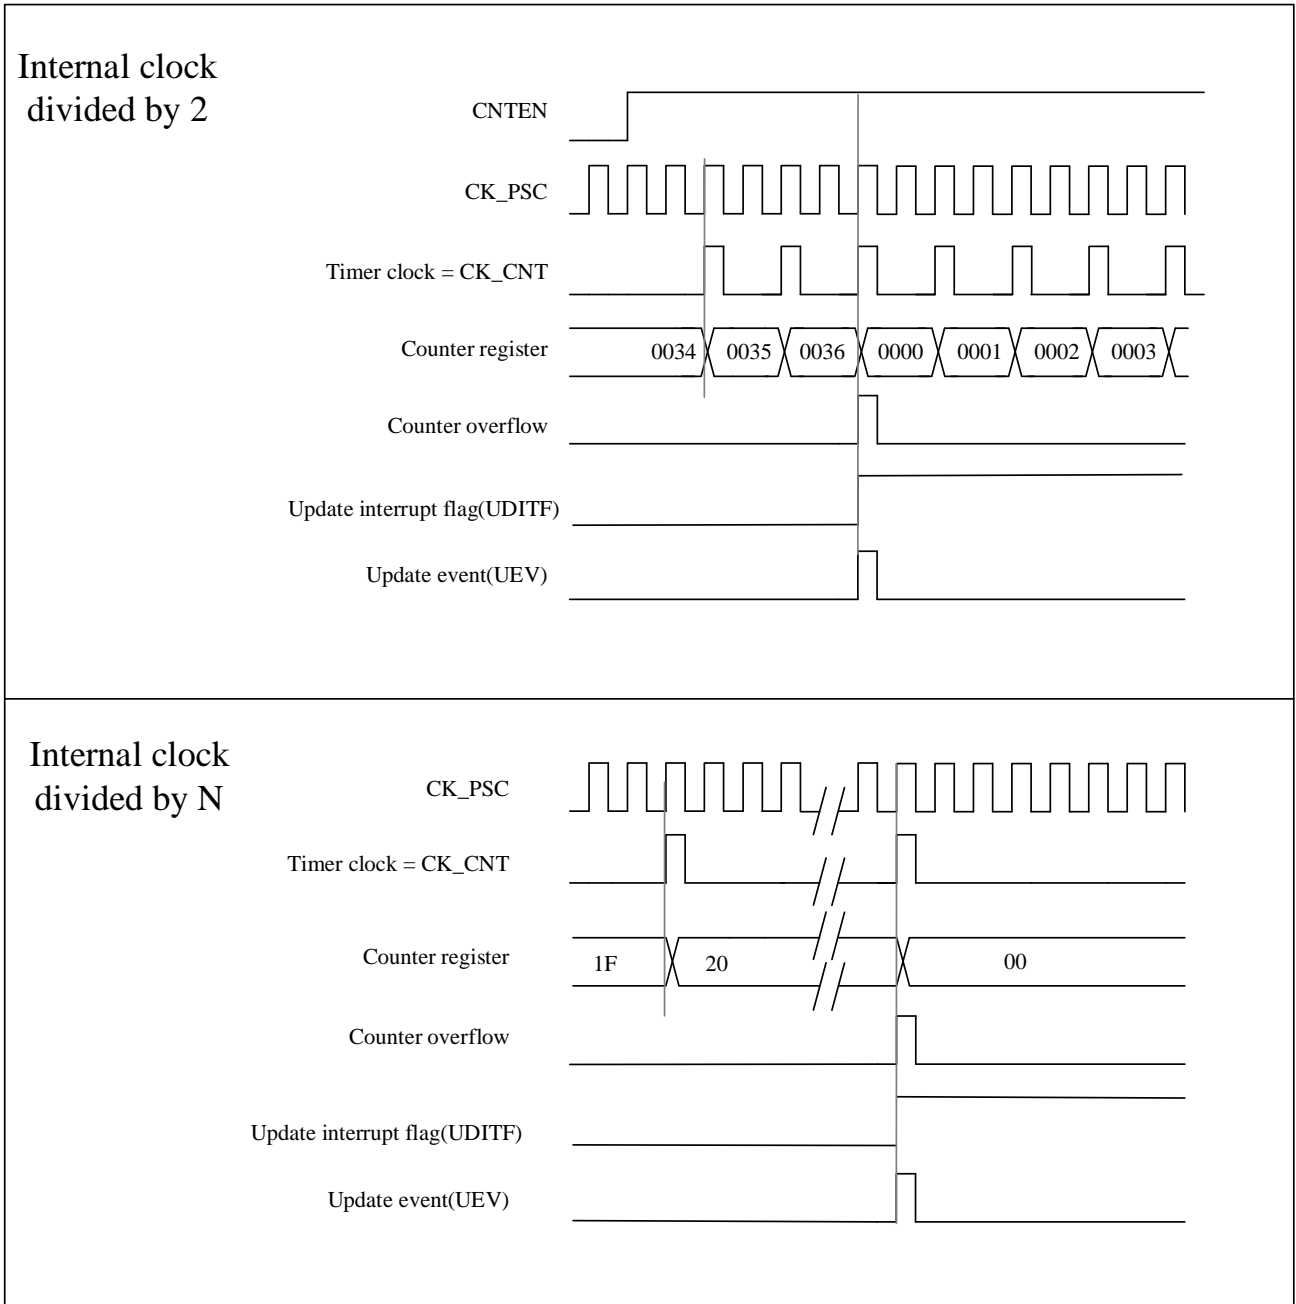 Internal clock
divided by 2
CNTEN
CK_PSC
Timer clock = CK_CNT
Counter register
0034 0035 0036 0000 0001 0002 0003
Counter overflow
Update interrupt flag(UDITF)
Update event(UEV)
Internal clock
divided by N
CK_PSC
Timer clock = CK_CNT
Counter register
1F 20 00
Counter overflow
Update interrupt flag(UDITF)
Update event(UEV)